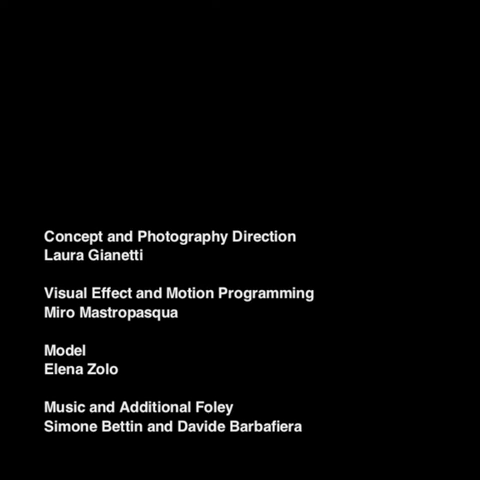 Concept and Photography Direction
Laura Gianetti
Visual Effect and Motion Programming
Miro Mastropasqua
Model
Elena Zolo
Music and Additional Foley
Simone Bettin and Davide Barbafiera